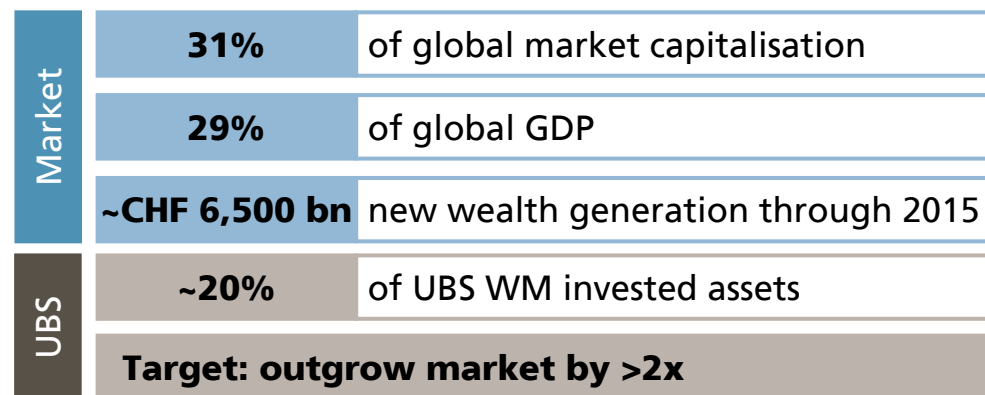 Market
31% of global market capitalisation
29% of global GDP
~CHF 6,500 bn new wealth generation through 2015
UBS
~20% of UBS WM invested assets
Target: outgrow market by >2x